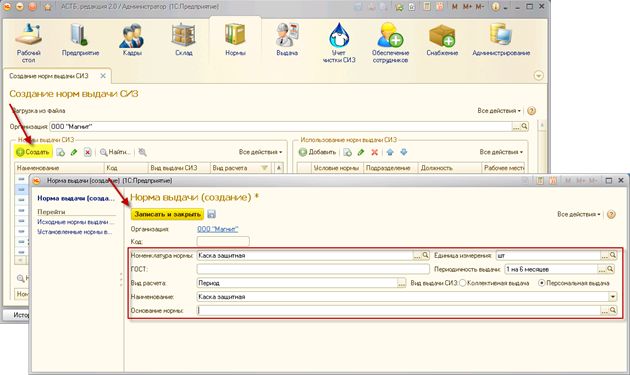 АСТБ, редакция 2.0 / Администратор (1С:Предприятие)
M M+ M-
Рабочий стол
Предприятие
Кадры
Склад
Нормы
Выдача
Учет чистки СИЗ
Обеспечение сотрудников
Снабжение
Администрирование
Создание норм выдачи СИЗ
Создание норм выдачи СИЗ
Загрузка из файла
Все действия
Организация: ООО "Магнит"
Нормы выдачи СИЗ
Использование норм выдачи СИЗ
Создать
Найти...
Все действия
Добавить
Все действия
Наименование Код Вид выдачи СИЗ Вид расчета
Условие нормы Подразделение Должность Рабочее мест
Норма выдачи (создание) (1С:Предприятие)
M M+ M-
Норма выдачи (созда...
Норма выдачи (создание) *
Перейти
Записать и закрыть
Все действия
Исходные нормы выдачи ...
Организация: ООО "Магнит"
Установленные нормы в...
Код:
Номенклатура нормы: Каска защитная
Единица измерения: шт
ГОСТ:
Периодичность выдачи: 1 на 6 месяцев
Вид расчета: Период
Вид выдачи СИЗ: Коллективная выдача Персональная выдача
Наименование: Каска защитная
Основание нормы:
Истор